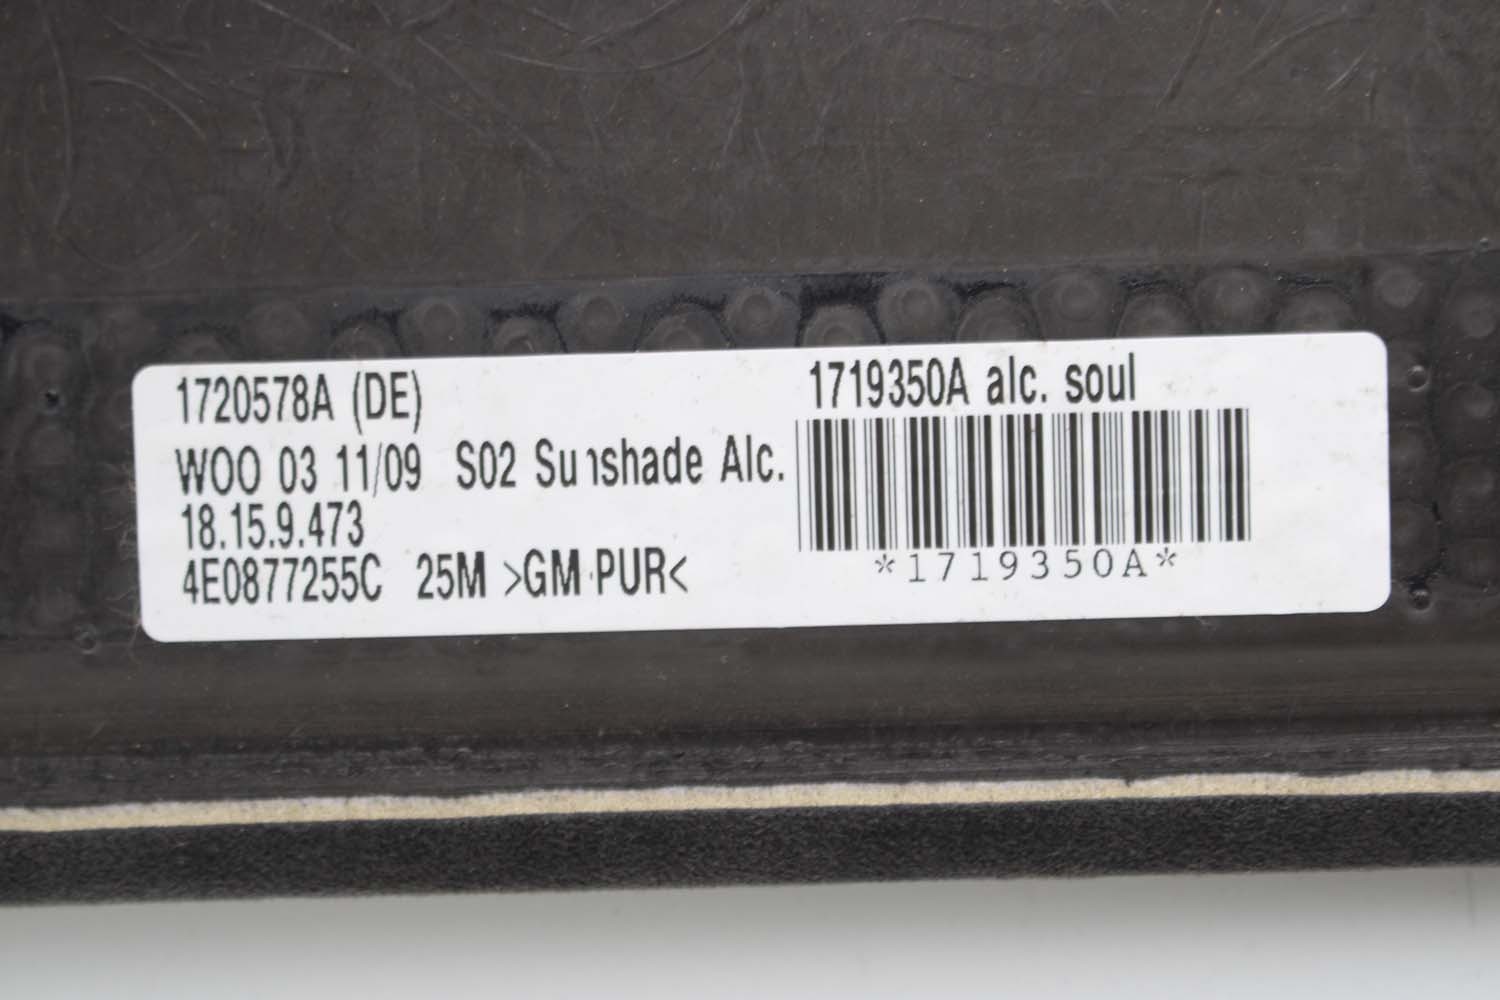 1720578A (DE)
WOO 03 11/09 S02 Sunshade Alc.
18.15.9.473
4E0877255C 25M >GM PUR<
1719350A alc. soul
*1719350A*